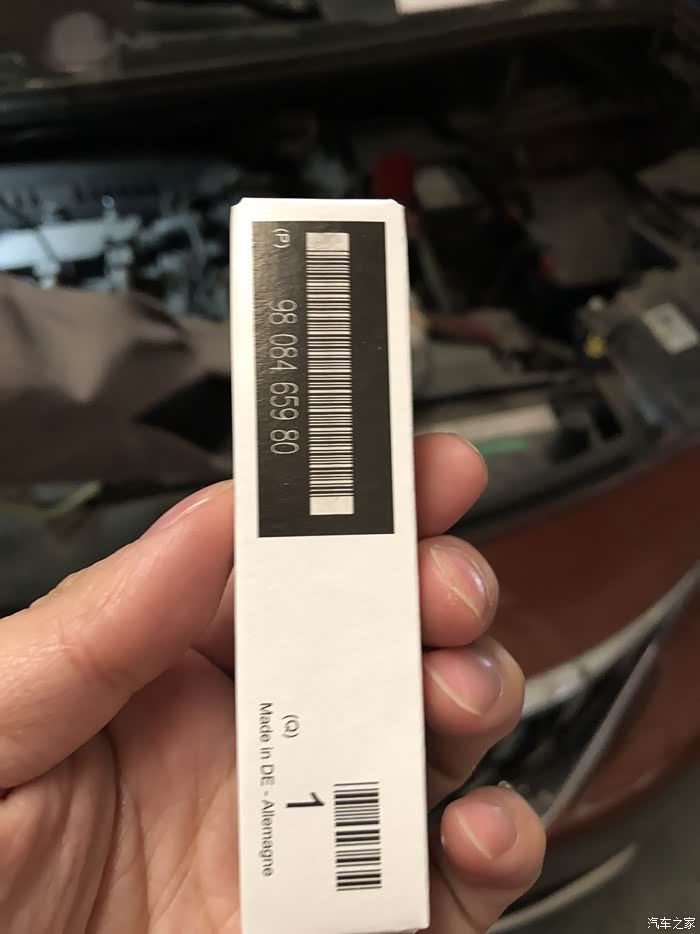 (P)
98 084 659 80
(Q)
1
Made in DE - Allemagne
汽车之家